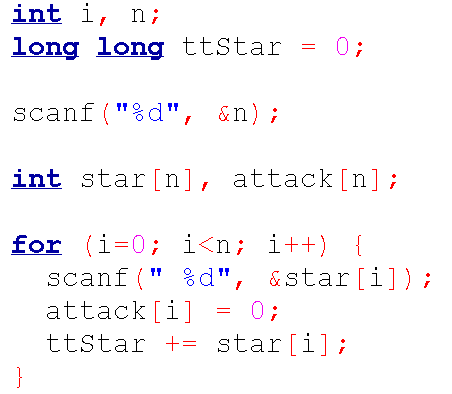 int i, n;
long long ttStar = 0;
scanf("%d", &n);
int star[n], attack[n];
for (i=0; i<n; i++) {
  scanf(" %d", &star[i]);
  attack[i] = 0;
  ttStar += star[i];
}